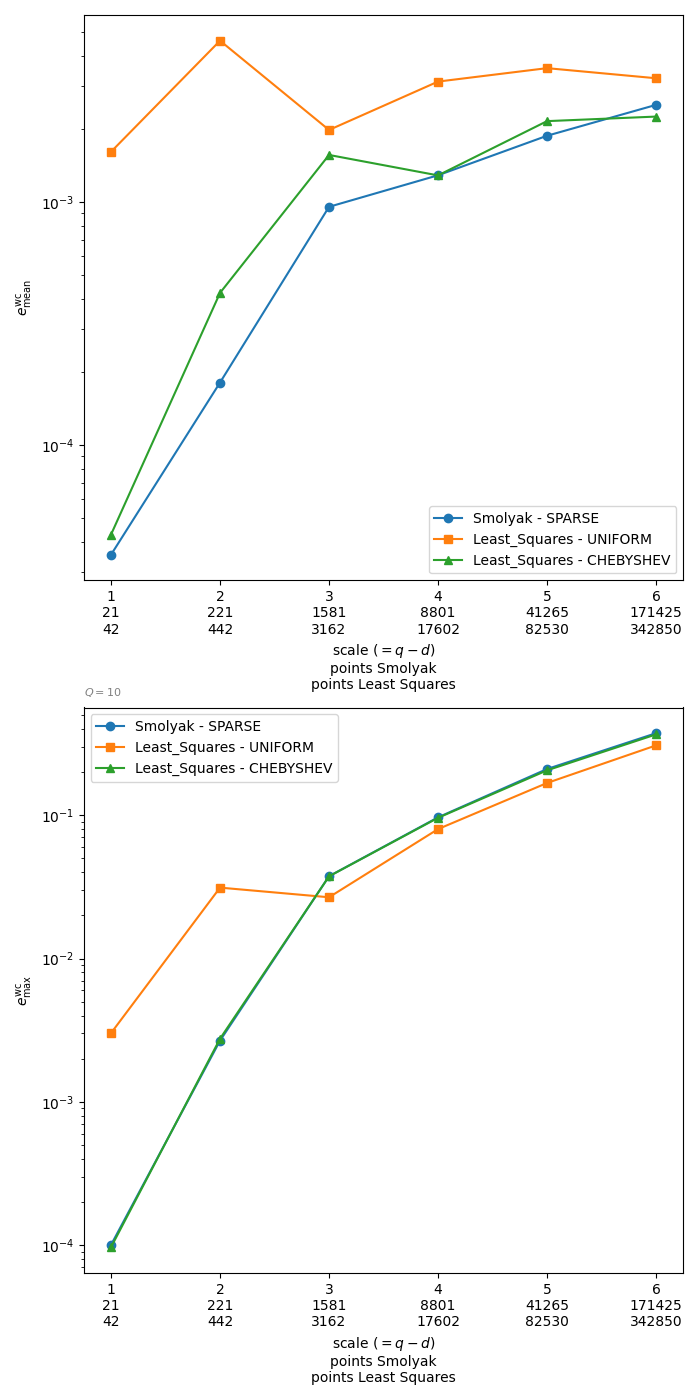 10⁻³
10⁻⁴
e^wc_mean
Smolyak - SPARSE
Least_Squares - UNIFORM
Least_Squares - CHEBYSHEV
1 2 3 4 5 6
21 221 1581 8801 41265 171425
42 442 3162 17602 82530 342850
scale (= q − d)
points Smolyak
points Least Squares
Q = 10
Smolyak - SPARSE
Least_Squares - UNIFORM
Least_Squares - CHEBYSHEV
10⁻¹
10⁻²
10⁻³
10⁻⁴
e^wc_max
1 2 3 4 5 6
21 221 1581 8801 41265 171425
42 442 3162 17602 82530 342850
scale (= q − d)
points Smolyak
points Least Squares